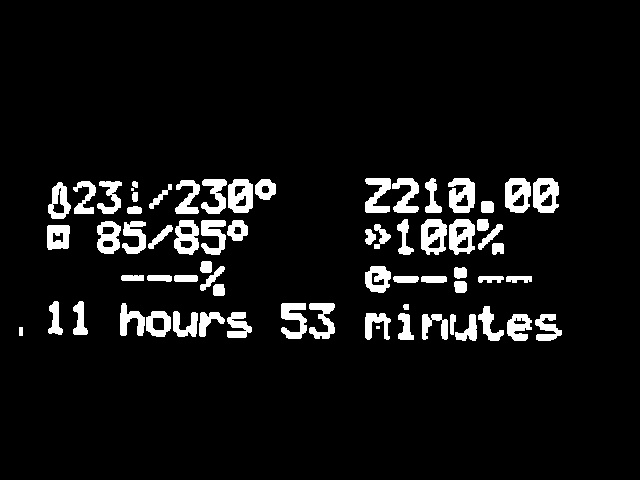 231/230° Z210.00
85/85° 100%
---% --:--
11 hours 53 minutes